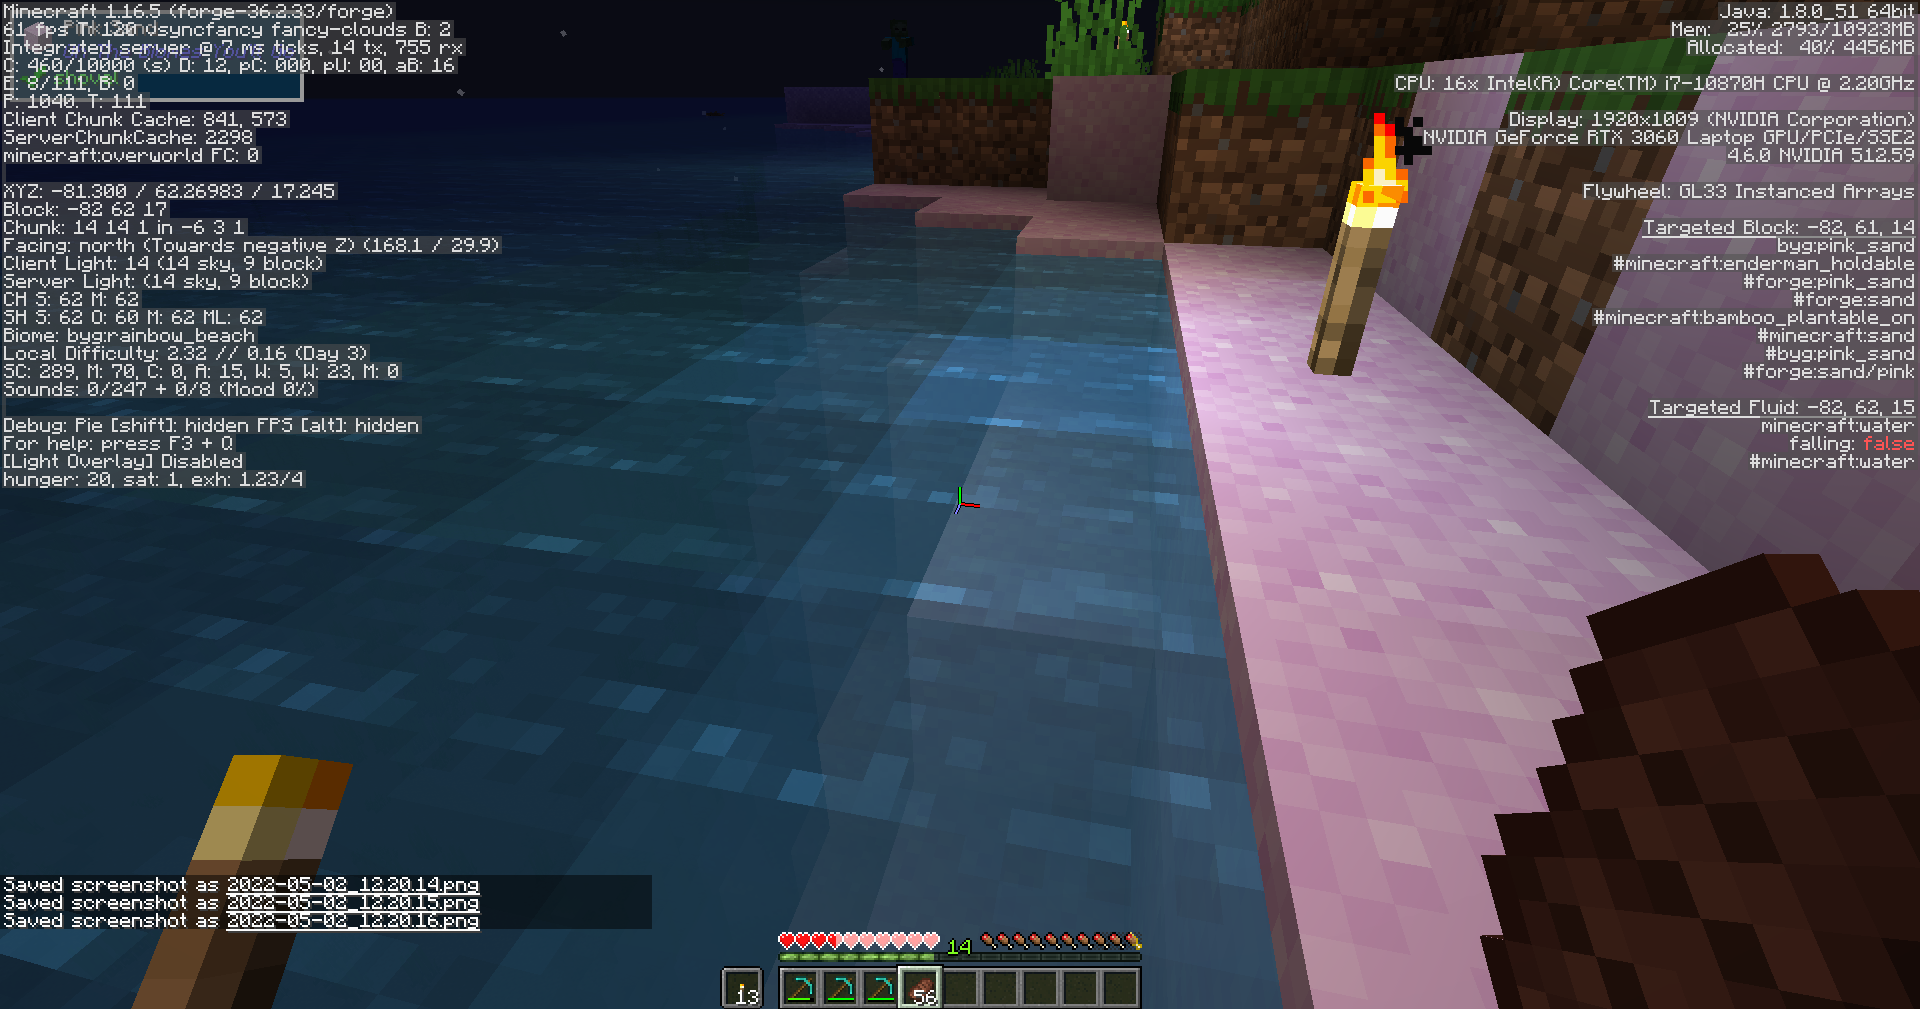 Minecraft 1.16.5 (forge-36.2.33/forge)
61 fps T: 120 vsyncfancy fancy-clouds B: 2
Integrated server @ 7 ms ticks, 14 tx, 755 rx
C: 460/10000 (s) D: 12, pC: 000, pU: 00, aB: 16
E: 8/111, B: 0
P: 1040. T: 111
Client Chunk Cache: 841, 573
ServerChunkCache: 2298
minecraft:overworld FC: 0
XYZ: -81.300 / 62.26983 / 17.245
Block: -82 62 17
Chunk: 14 14 1 in -6 3 1
Facing: north (Towards negative Z) (168.1 / 29.9)
Client Light: 14 (14 sky, 9 block)
Server Light: (14 sky, 9 block)
CH S: 62 M: 62
SH S: 62 O: 60 M: 62 ML: 62
Biome: byg:rainbow_beach
Local Difficulty: 2.32 // 0.16 (Day 3)
SC: 289, M: 70, C: 0, A: 15, W: 5, W: 23, M: 0
Sounds: 0/247 + 0/8 (Mood 0%)
Debug: Pie [shift]: hidden FPS [alt]: hidden
For help: press F3 + Q
[Light Overlay] Disabled
hunger: 20, sat: 1, exh: 1.23/4
Java: 1.8.0_51 64bit
Mem: 25% 2793/10923MB
Allocated: 40% 4456MB
CPU: 16x Intel(R) Core(TM) i7-10870H CPU @ 2.20GHz
Display: 1920x1009 (NVIDIA Corporation)
NVIDIA GeForce RTX 3060 Laptop GPU/PCIe/SSE2
4.6.0 NVIDIA 512.59
Flywheel: GL33 Instanced Arrays
Targeted Block: -82, 61, 14
byg:pink_sand
#minecraft:enderman_holdable
#forge:pink_sand
#forge:sand
#minecraft:bamboo_plantable_on
#minecraft:sand
#byg:pink_sand
#forge:sand/pink
Targeted Fluid: -82, 62, 15
minecraft:water
falling: false
#minecraft:water
Saved screenshot as 2022-05-02_12.20.14.png
Saved screenshot as 2022-05-02_12.20.15.png
Saved screenshot as 2022-05-02_12.20.16.png
14
13
56